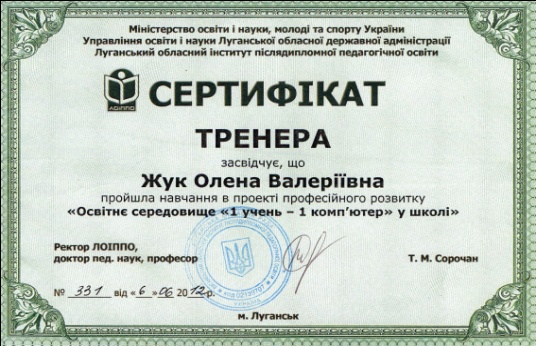 Міністерство освіти і науки, молоді та спорту України
Управління освіти і науки Луганської обласної державної адміністрації
Луганський обласний інститут післядипломної педагогічної освіти
ЛОІППО
СЕРТИФІКАТ
ТРЕНЕРА
засвідчує, що
Жук Олена Валеріївна
пройшла навчання в проекті професійного розвитку
«Освітнє середовище «1 учень – 1 комп’ютер» у школі»
Ректор ЛОІППО,
доктор пед. наук, професор
Т. М. Сорочан
№ 331 від «6» 06 2012р.
м. Луганськ